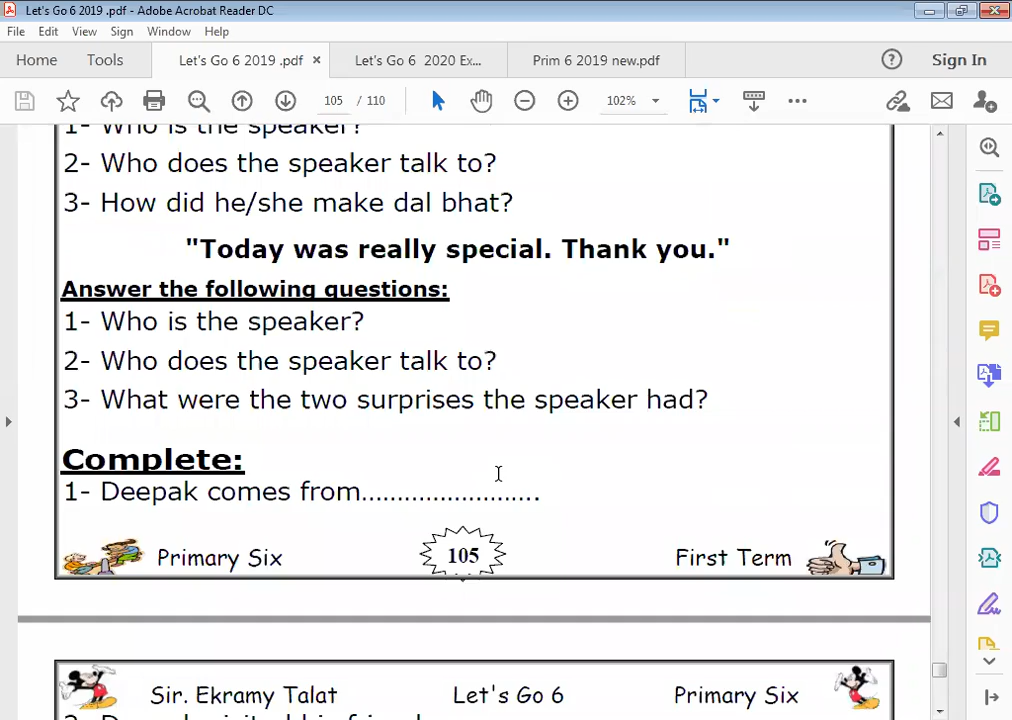 Let's Go 6 2019 .pdf - Adobe Acrobat Reader DC
File Edit View Sign Window Help
Home Tools Let's Go 6 2019 .pdf × Let's Go 6 2020 Ex... Prim 6 2019 new.pdf Sign In
105 / 110 102%
1- Who is the speaker?
2- Who does the speaker talk to?
3- How did he/she make dal bhat?
"Today was really special. Thank you."
Answer the following questions:
1- Who is the speaker?
2- Who does the speaker talk to?
3- What were the two surprises the speaker had?
Complete:
1- Deepak comes from.........................
Primary Six 105 First Term
Sir. Ekramy Talat Let's Go 6 Primary Six